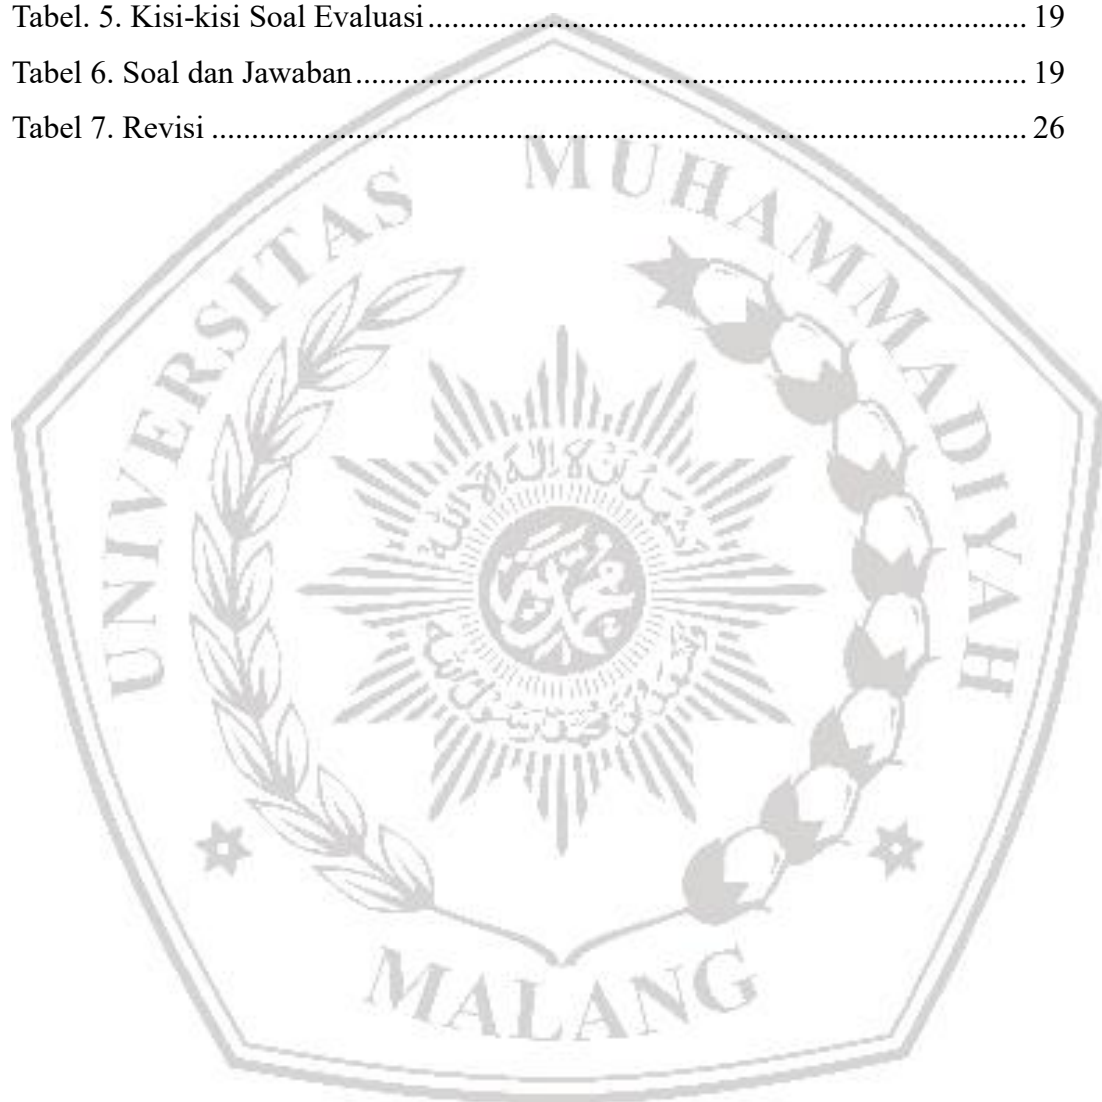 Tabel. 5. Kisi-kisi Soal Evaluasi ........................................................................... 19
Tabel 6. Soal dan Jawaban .................................................................................... 19
Tabel 7. Revisi ...................................................................................................... 26
UNIVERSITAS MUHAMMADIYAH
MALANG